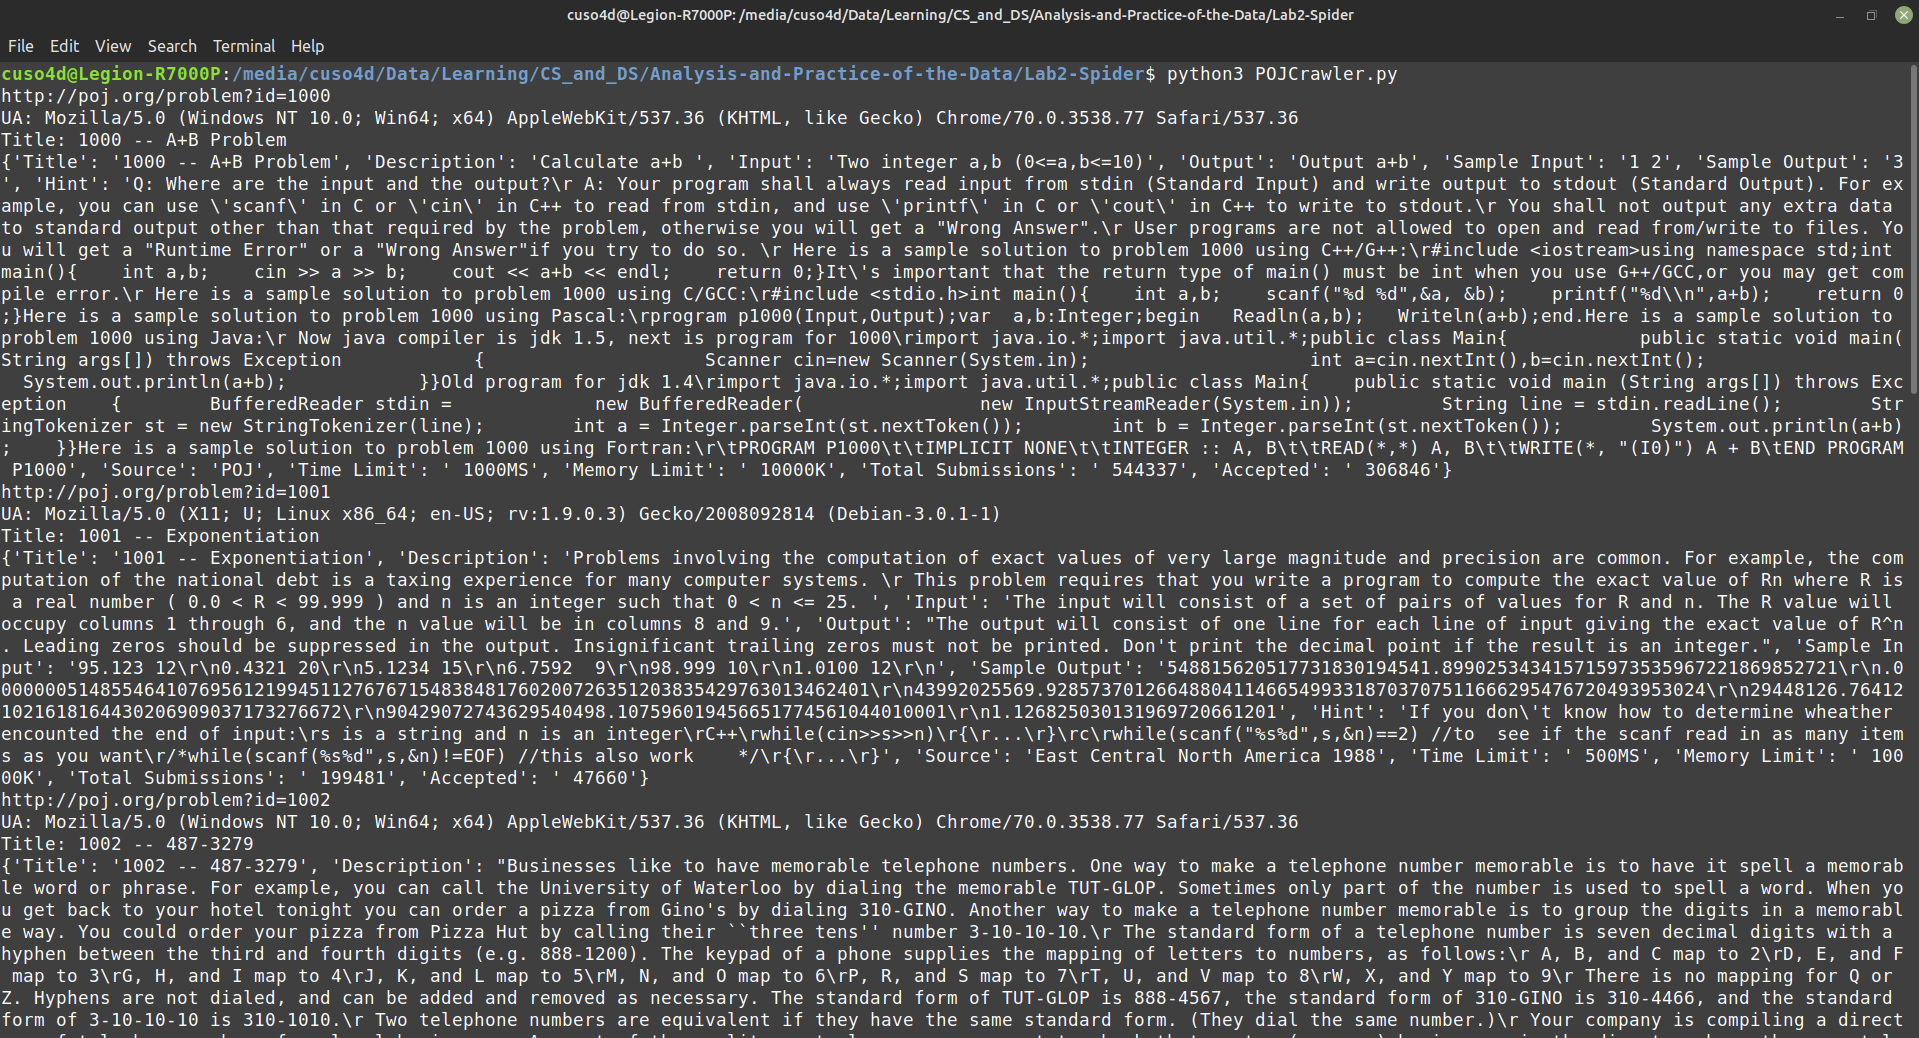 cuso4d@Legion-R7000P: /media/cuso4d/Data/Learning/CS_and_DS/Analysis-and-Practice-of-the-Data/Lab2-Spider
File Edit View Search Terminal Help
cuso4d@Legion-R7000P:/media/cuso4d/Data/Learning/CS_and_DS/Analysis-and-Practice-of-the-Data/Lab2-Spider$ python3 POJCrawler.py
http://poj.org/problem?id=1000
UA: Mozilla/5.0 (Windows NT 10.0; Win64; x64) AppleWebKit/537.36 (KHTML, like Gecko) Chrome/70.0.3538.77 Safari/537.36
Title: 1000 -- A+B Problem
{'Title': '1000 -- A+B Problem', 'Description': 'Calculate a+b ', 'Input': 'Two integer a,b (0<=a,b<=10)', 'Output': 'Output a+b', 'Sample Input': '1 2', 'Sample Output': '3
', 'Hint': 'Q: Where are the input and the output?\r A: Your program shall always read input from stdin (Standard Input) and write output to stdout (Standard Output). For ex
ample, you can use \'scanf\' in C or \'cin\' in C++ to read from stdin, and use \'printf\' in C or \'cout\' in C++ to write to stdout.\r You shall not output any extra data
to standard output other than that required by the problem, otherwise you will get a "Wrong Answer".\r User programs are not allowed to open and read from/write to files. Yo
u will get a "Runtime Error" or a "Wrong Answer"if you try to do so. \r Here is a sample solution to problem 1000 using C++/G++:\r#include <iostream>using namespace std;int
main(){    int a,b;    cin >> a >> b;    cout << a+b << endl;    return 0;}It\'s important that the return type of main() must be int when you use G++/GCC,or you may get com
pile error.\r Here is a sample solution to problem 1000 using C/GCC:\r#include <stdio.h>int main(){    int a,b;    scanf("%d %d",&a, &b);    printf("%d\\n",a+b);    return 0
;}Here is a sample solution to problem 1000 using Pascal:\rprogram p1000(Input,Output);var  a,b:Integer;begin   Readln(a,b);   Writeln(a+b);end.Here is a sample solution to
problem 1000 using Java:\r Now java compiler is jdk 1.5, next is program for 1000\rimport java.io.*;import java.util.*;public class Main{            public static void main(
String args[]) throws Exception            {                    Scanner cin=new Scanner(System.in);                    int a=cin.nextInt(),b=cin.nextInt();
  System.out.println(a+b);            }}Old program for jdk 1.4\rimport java.io.*;import java.util.*;public class Main{    public static void main (String args[]) throws Exc
eption    {        BufferedReader stdin =             new BufferedReader(                new InputStreamReader(System.in));        String line = stdin.readLine();        Str
ingTokenizer st = new StringTokenizer(line);        int a = Integer.parseInt(st.nextToken());        int b = Integer.parseInt(st.nextToken());        System.out.println(a+b)
;    }}Here is a sample solution to problem 1000 using Fortran:\r\tPROGRAM P1000\t\tIMPLICIT NONE\t\tINTEGER :: A, B\t\tREAD(*,*) A, B\t\tWRITE(*, "(I0)") A + B\tEND PROGRAM
 P1000', 'Source': 'POJ', 'Time Limit': ' 1000MS', 'Memory Limit': ' 10000K', 'Total Submissions': ' 544337', 'Accepted': ' 306846'}
http://poj.org/problem?id=1001
UA: Mozilla/5.0 (X11; U; Linux x86_64; en-US; rv:1.9.0.3) Gecko/2008092814 (Debian-3.0.1-1)
Title: 1001 -- Exponentiation
{'Title': '1001 -- Exponentiation', 'Description': 'Problems involving the computation of exact values of very large magnitude and precision are common. For example, the com
putation of the national debt is a taxing experience for many computer systems. \r This problem requires that you write a program to compute the exact value of Rn where R is
 a real number ( 0.0 < R < 99.999 ) and n is an integer such that 0 < n <= 25. ', 'Input': 'The input will consist of a set of pairs of values for R and n. The R value will
occupy columns 1 through 6, and the n value will be in columns 8 and 9.', 'Output': "The output will consist of one line for each line of input giving the exact value of R^n
. Leading zeros should be suppressed in the output. Insignificant trailing zeros must not be printed. Don't print the decimal point if the result is an integer.", 'Sample In
put': '95.123 12\r\n0.4321 20\r\n5.1234 15\r\n6.7592  9\r\n98.999 10\r\n1.0100 12\r\n', 'Sample Output': '548815620517731830194541.899025343415715973535967221869852721\r\n.0
0000005148554641076956121994511276767154838481760200726351203835429763013462401\r\n43992025569.928573701266488041146654993318703707511666295476720493953024\r\n29448126.76412
1021618164430206909037173276672\r\n90429072743629540498.107596019456651774561044010001\r\n1.126825030131969720661201', 'Hint': 'If you don\'t know how to determine wheather
encounted the end of input:\rs is a string and n is an integer\rC++\rwhile(cin>>s>>n)\r{\r...\r}\rc\rwhile(scanf("%s%d",s,&n)==2) //to  see if the scanf read in as many item
s as you want\r/*while(scanf(%s%d",s,&n)!=EOF) //this also work    */\r{\r...\r}', 'Source': 'East Central North America 1988', 'Time Limit': ' 500MS', 'Memory Limit': ' 100
00K', 'Total Submissions': ' 199481', 'Accepted': ' 47660'}
http://poj.org/problem?id=1002
UA: Mozilla/5.0 (Windows NT 10.0; Win64; x64) AppleWebKit/537.36 (KHTML, like Gecko) Chrome/70.0.3538.77 Safari/537.36
Title: 1002 -- 487-3279
{'Title': '1002 -- 487-3279', 'Description': "Businesses like to have memorable telephone numbers. One way to make a telephone number memorable is to have it spell a memorab
le word or phrase. For example, you can call the University of Waterloo by dialing the memorable TUT-GLOP. Sometimes only part of the number is used to spell a word. When yo
u get back to your hotel tonight you can order a pizza from Gino's by dialing 310-GINO. Another way to make a telephone number memorable is to group the digits in a memorabl
e way. You could order your pizza from Pizza Hut by calling their ``three tens'' number 3-10-10-10.\r The standard form of a telephone number is seven decimal digits with a
hyphen between the third and fourth digits (e.g. 888-1200). The keypad of a phone supplies the mapping of letters to numbers, as follows:\r A, B, and C map to 2\rD, E, and F
 map to 3\rG, H, and I map to 4\rJ, K, and L map to 5\rM, N, and O map to 6\rP, R, and S map to 7\rT, U, and V map to 8\rW, X, and Y map to 9\r There is no mapping for Q or
Z. Hyphens are not dialed, and can be added and removed as necessary. The standard form of TUT-GLOP is 888-4567, the standard form of 310-GINO is 310-4466, and the standard
form of 3-10-10-10 is 310-1010.\r Two telephone numbers are equivalent if they have the same standard form. (They dial the same number.)\r Your company is compiling a direct